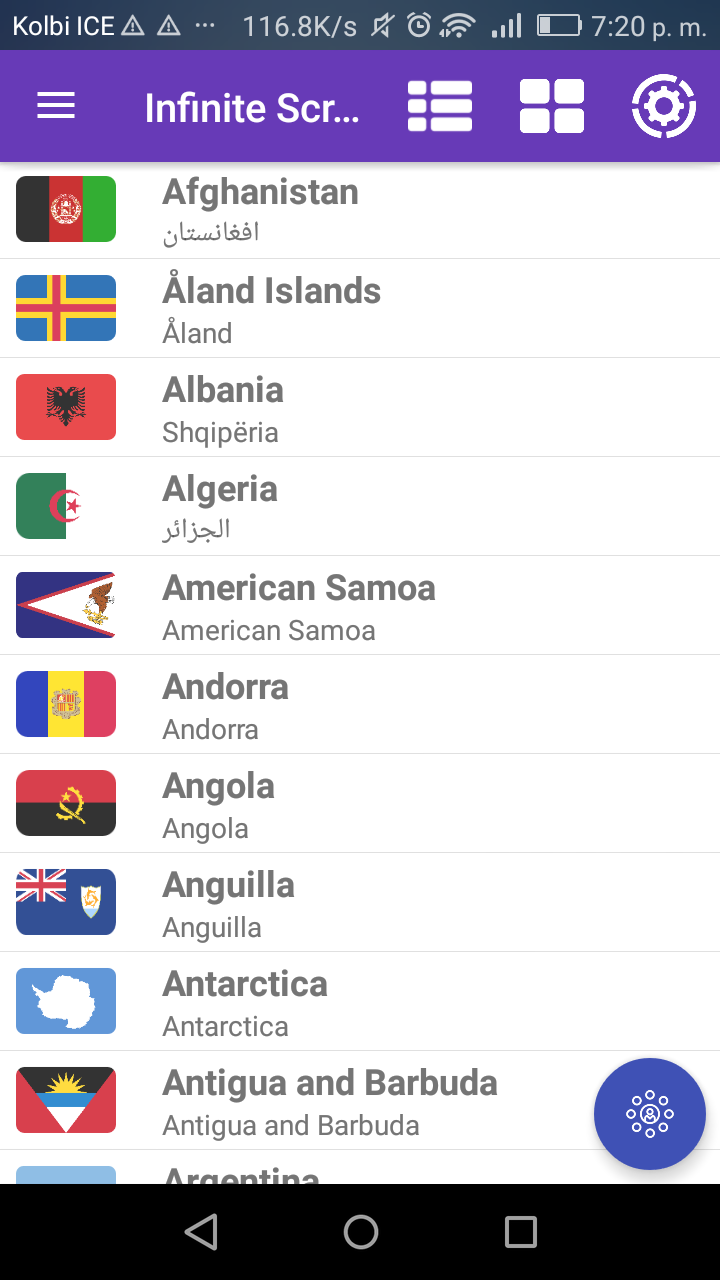 Kolbi ICE ... 116.8K/s 7:20 p. m.
Infinite Scr...
Afghanistan
افغانستان
Åland Islands
Åland
Albania
Shqipëria
Algeria
الجزائر
American Samoa
American Samoa
Andorra
Andorra
Angola
Angola
Anguilla
Anguilla
Antarctica
Antarctica
Antigua and Barbuda
Antigua and Barbuda
Argentina